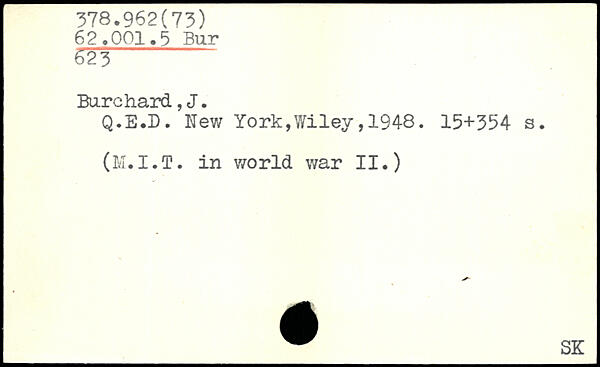 378.962(73)
62.001.5 Bur
623
Burchard,J.
Q.E.D. New York,Wiley,1948. 15+354 s.
(M.I.T. in world war II.)
SK